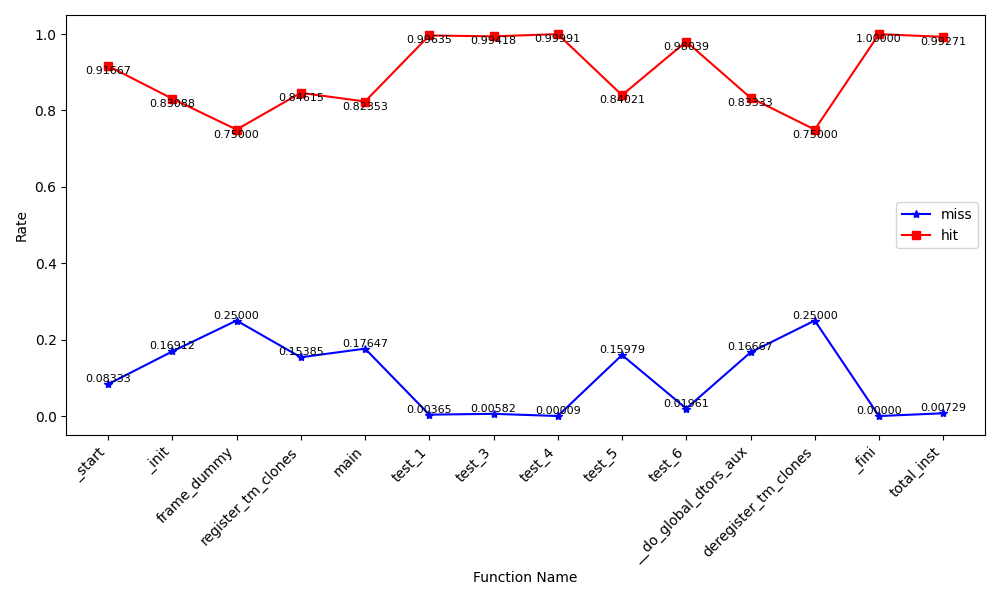 1.0
0.8
0.6
0.4
0.2
0.0
Rate
0.91667
0.83088
0.75000
0.84615
0.82353
0.99635
0.99418
0.99991
0.84021
0.98039
0.83333
0.75000
1.00000
0.99271
miss
hit
0.08333
0.16912
0.25000
0.15385
0.17647
0.00365
0.00582
0.00009
0.15979
0.01961
0.16667
0.25000
0.00000
0.00729
_start
_init
frame_dummy
register_tm_clones
main
test_1
test_3
test_4
test_5
test_6
__do_global_dtors_aux
deregister_tm_clones
_fini
total_inst
Function Name